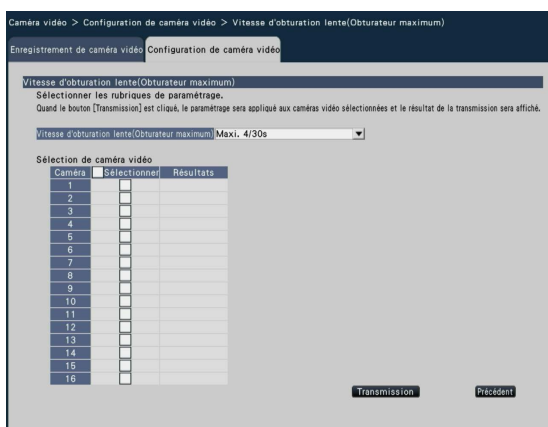 Caméra vidéo > Configuration de caméra vidéo > Vitesse d'obturation lente(Obturateur maximum)
Enregistrement de caméra vidéo Configuration de caméra vidéo
Vitesse d'obturation lente(Obturateur maximum)
Sélectionner les rubriques de paramétrage.
Quand le bouton [Transmission] est cliqué, le paramétrage sera appliqué aux caméras vidéo sélectionnées et le résultat de la transmission sera affiché.
Vitesse d'obturation lente(Obturateur maximum) Maxi. 4/30s
Sélection de caméra vidéo
Caméra Sélectionner Résultats
1
2
3
4
5
6
7
8
9
10
11
12
13
14
15
16
Transmission Précédent